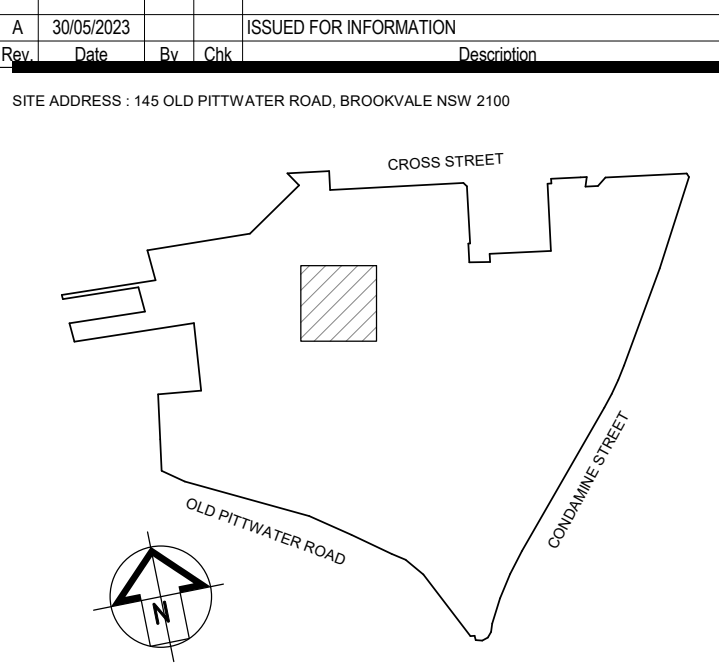 A 30/05/2023 ISSUED FOR INFORMATION
Rev. Date By Chk Description
SITE ADDRESS : 145 OLD PITTWATER ROAD, BROOKVALE NSW 2100
CROSS STREET
CONDAMINE STREET
OLD PITTWATER ROAD
N